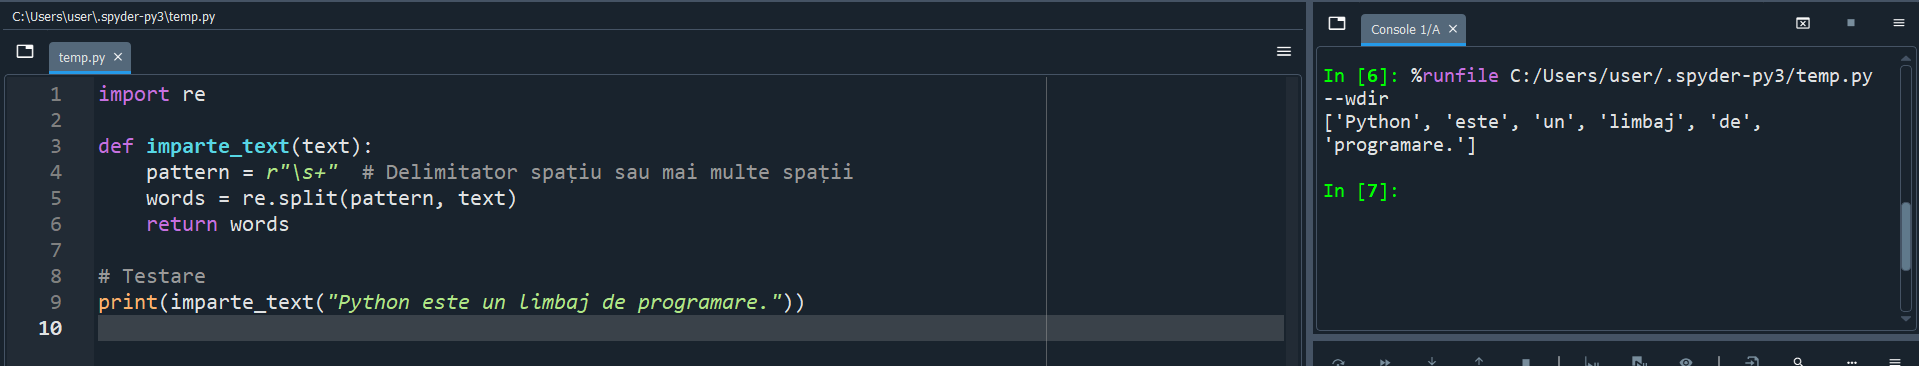 C:\Users\user\.spyder-py3\temp.py
temp.py
1 import re
2
3 def imparte_text(text):
4     pattern = r"\s+"  # Delimitator spațiu sau mai multe spații
5     words = re.split(pattern, text)
6     return words
7
8 # Testare
9 print(imparte_text("Python este un limbaj de programare."))
10
Console 1/A
In [6]: %runfile C:/Users/user/.spyder-py3/temp.py
--wdir
['Python', 'este', 'un', 'limbaj', 'de',
'programare.']
In [7]: